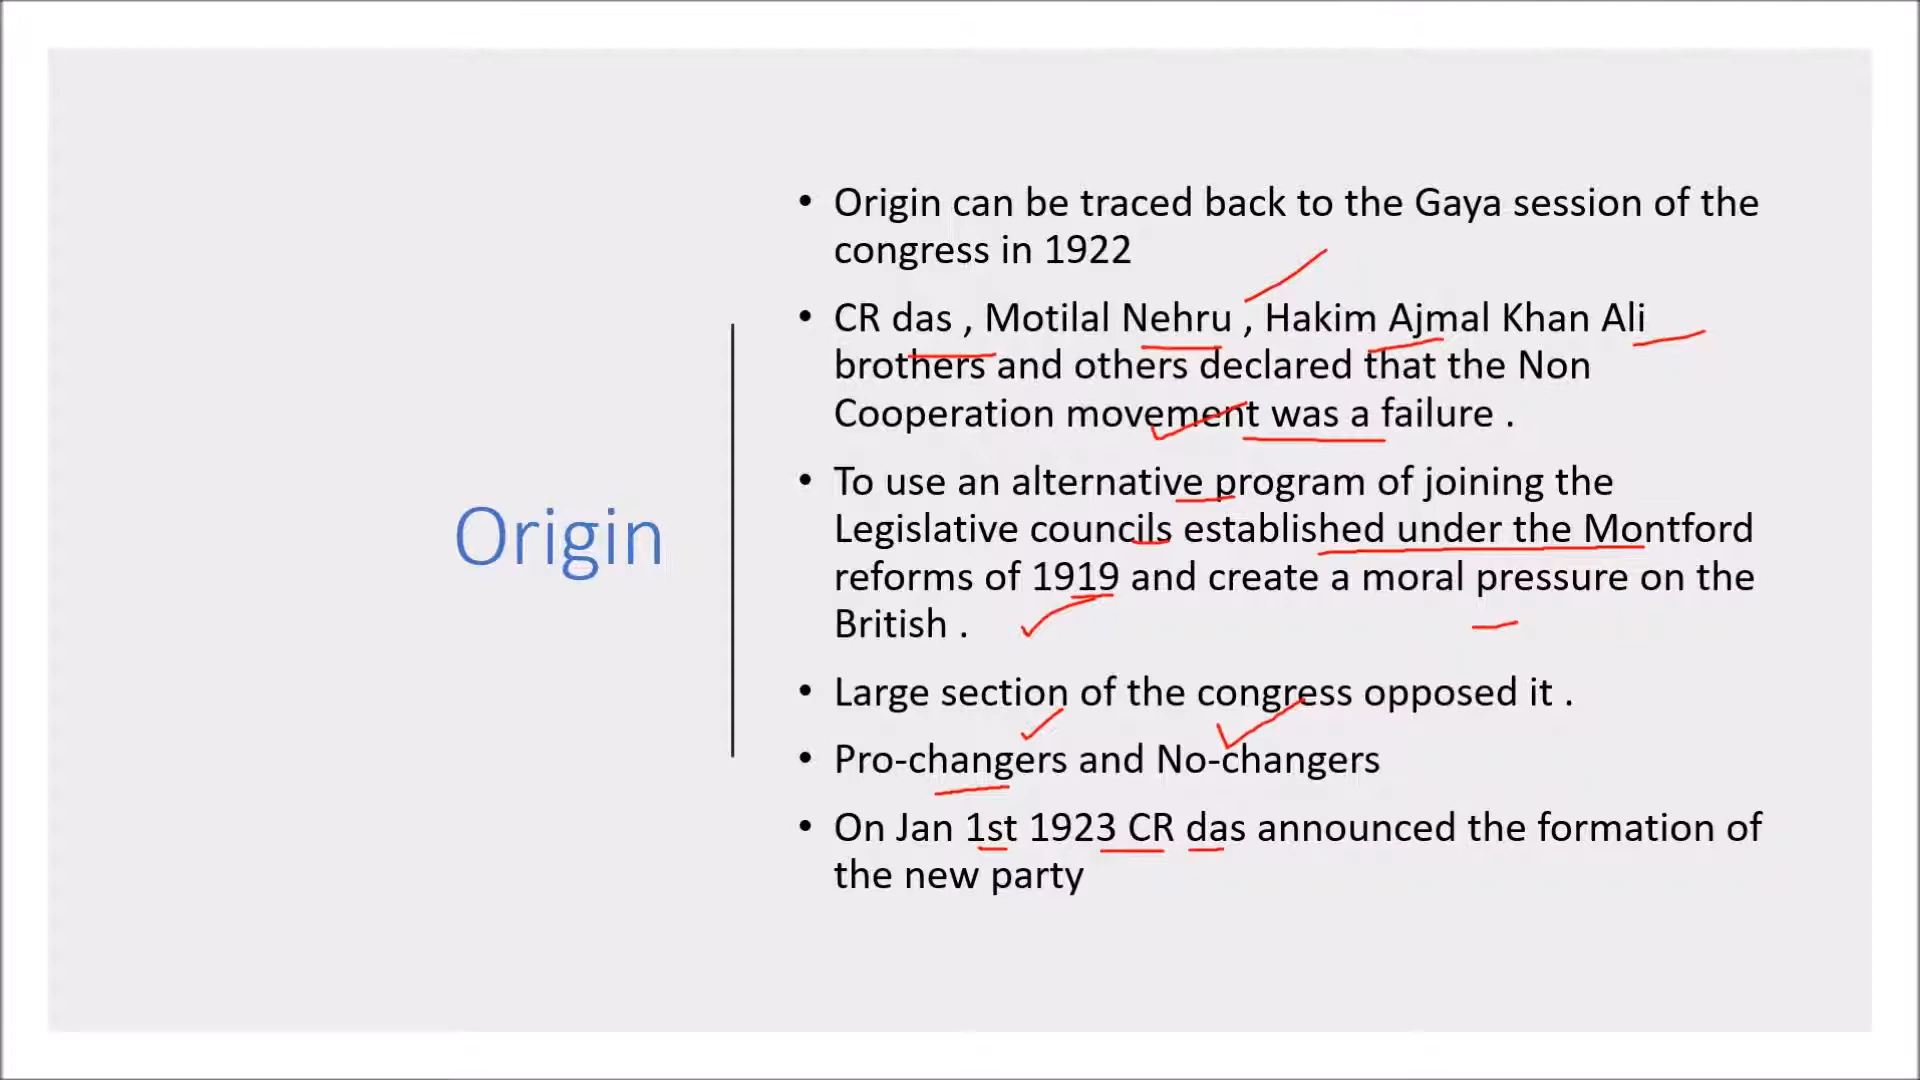 Origin
• Origin can be traced back to the Gaya session of the
congress in 1922
• CR das , Motilal Nehru , Hakim Ajmal Khan Ali
brothers and others declared that the Non
Cooperation movement was a failure .
• To use an alternative program of joining the
Legislative councils established under the Montford
reforms of 1919 and create a moral pressure on the
British .
• Large section of the congress opposed it .
• Pro-changers and No-changers
• On Jan 1st 1923 CR das announced the formation of
the new party